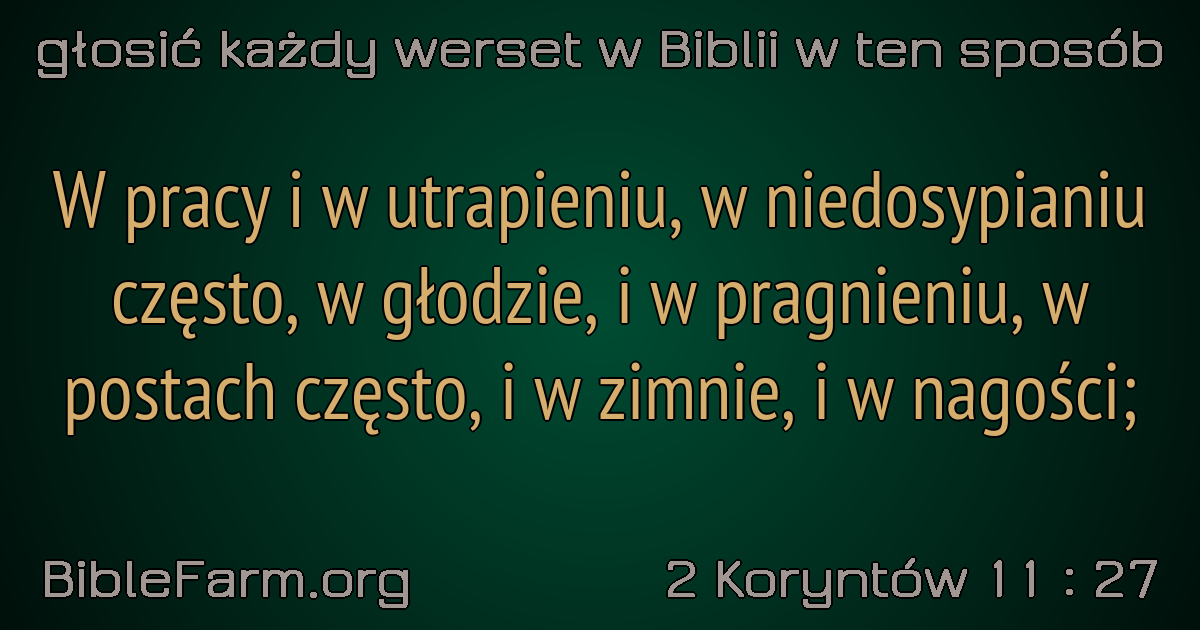 głosić każdy werset w Biblii w ten sposób
W pracy i w utrapieniu, w niedosypianiu
często, w głodzie, i w pragnieniu, w
postach często, i w zimnie, i w nagości;
BibleFarm.org
2 Koryntów 11 : 27